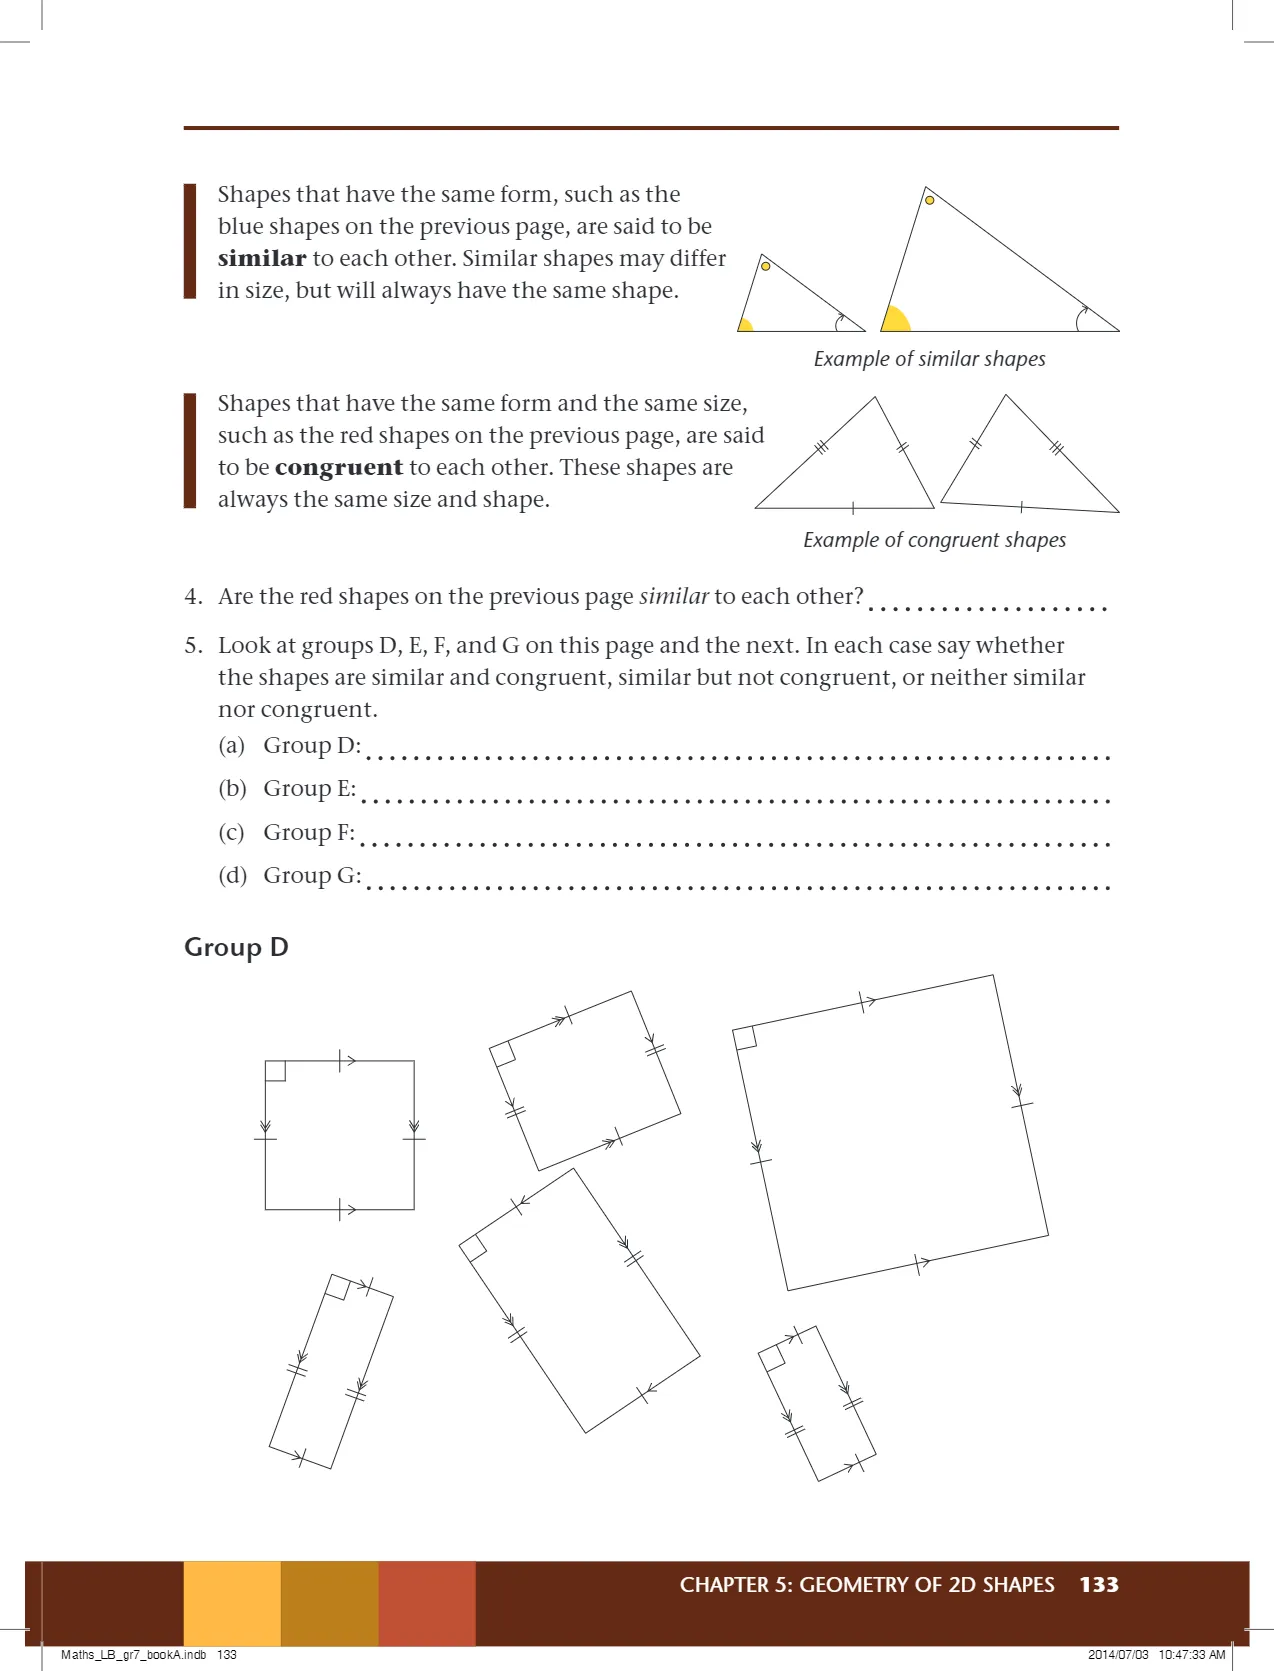 Shapes that have the same form, such as the
blue shapes on the previous page, are said to be
similar to each other. Similar shapes may differ
in size, but will always have the same shape.
Example of similar shapes
Shapes that have the same form and the same size,
such as the red shapes on the previous page, are said
to be congruent to each other. These shapes are
always the same size and shape.
Example of congruent shapes
4. Are the red shapes on the previous page similar to each other? ....................
5. Look at groups D, E, F, and G on this page and the next. In each case say whether
the shapes are similar and congruent, similar but not congruent, or neither similar
nor congruent.
(a) Group D: ...............................................................
(b) Group E: ...............................................................
(c) Group F: ...............................................................
(d) Group G: ...............................................................
Group D
CHAPTER 5: GEOMETRY OF 2D SHAPES 133
Maths_LB_gr7_bookA.indb 133
2014/07/03 10:47:33 AM